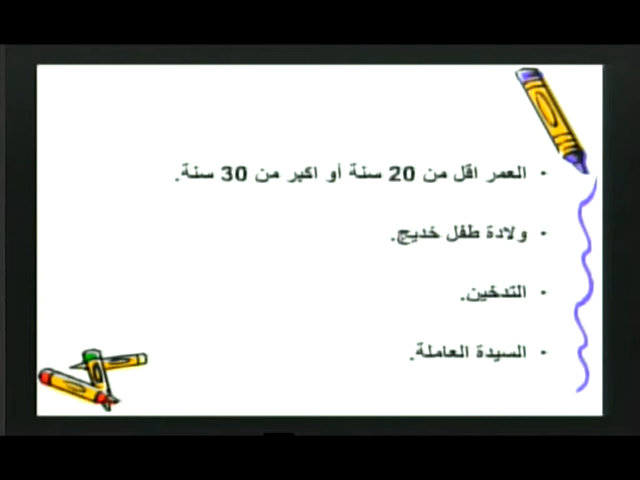 • العمر اقل من 20 سنة أو اكبر من 30 سنة.
• ولادة طفل خديج.
• التدخين.
• السيدة العاملة.